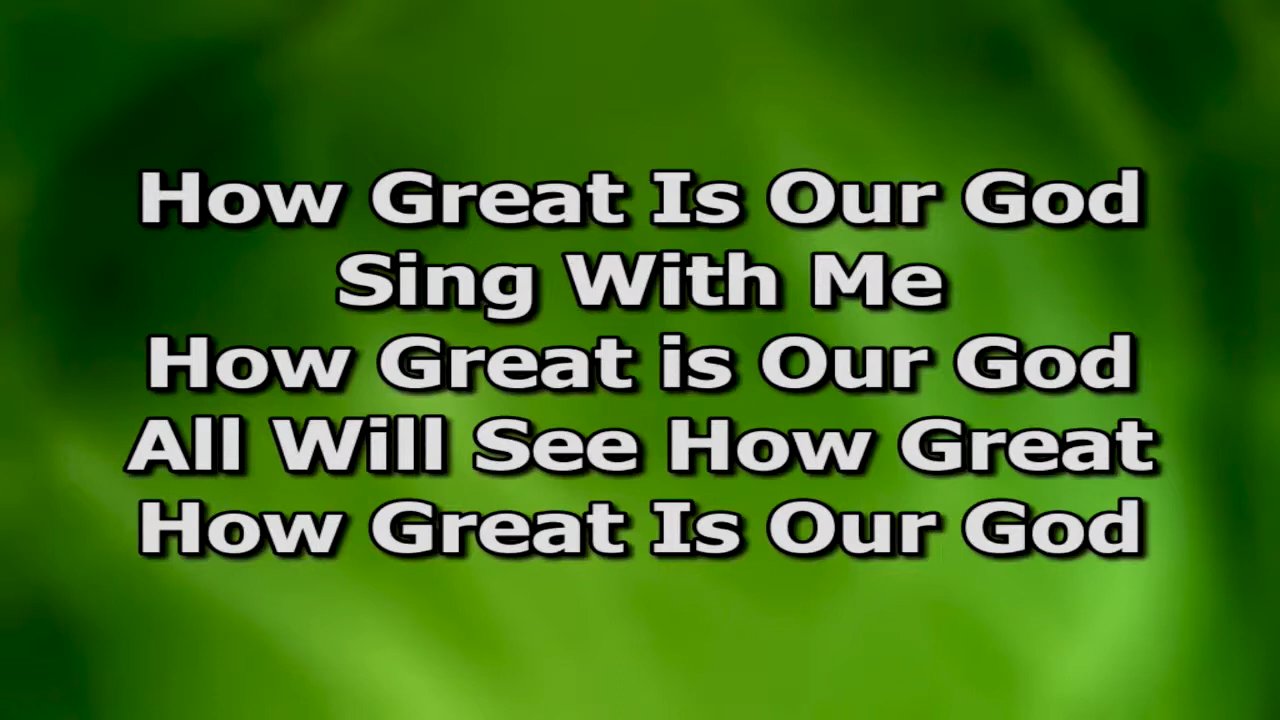 How Great Is Our God
Sing With Me
How Great is Our God
All Will See How Great
How Great Is Our God